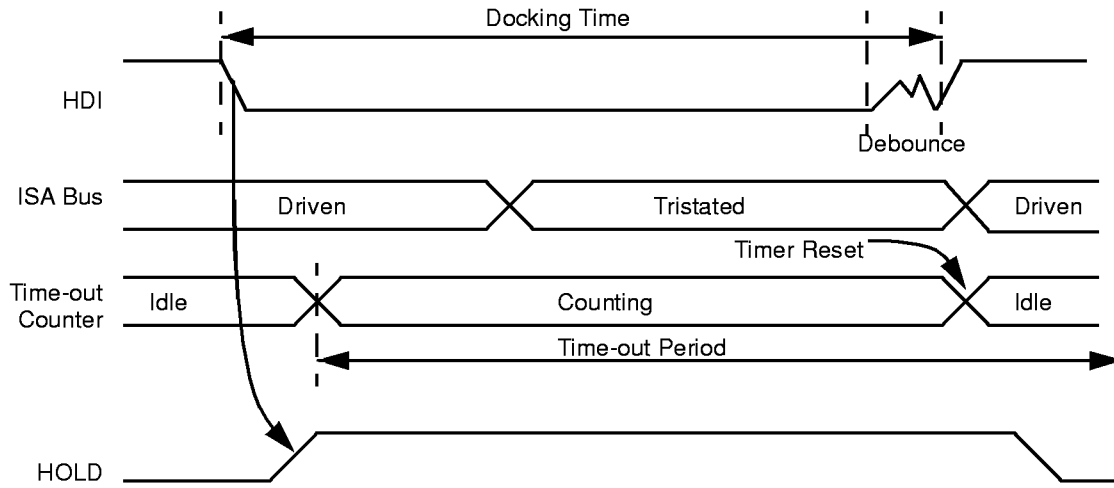 Docking Time
HDI
Debounce
ISA Bus
Driven
Tristated
Driven
Timer Reset
Time-out
Counter
Idle
Counting
Idle
Time-out Period
HOLD